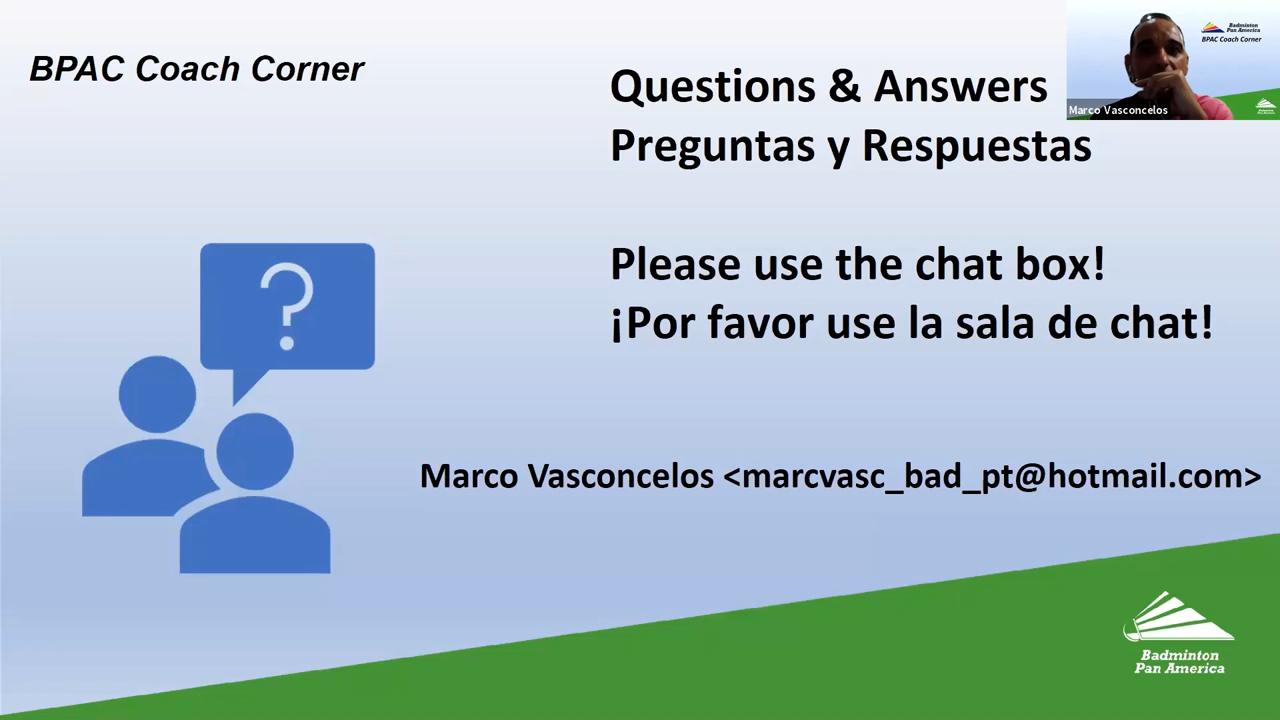 BPAC Coach Corner
Questions & Answers
Preguntas y Respuestas
Please use the chat box!
¡Por favor use la sala de chat!
Marco Vasconcelos <marcvasc_bad_pt@hotmail.com>
?
Badminton
Pan America
BPAC Coach Corner
Marco Vasconcelos
Badminton
Pan America